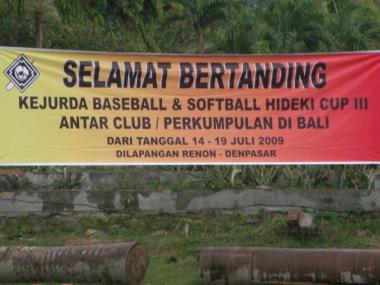 SELAMAT BERTANDING
KEJURDA BASEBALL & SOFTBALL HIDEKI CUP III
ANTAR CLUB / PERKUMPULAN DI BALI
DARI TANGGAL 14 - 19 JULI 2009
DILAPANGAN RENON - DENPASAR